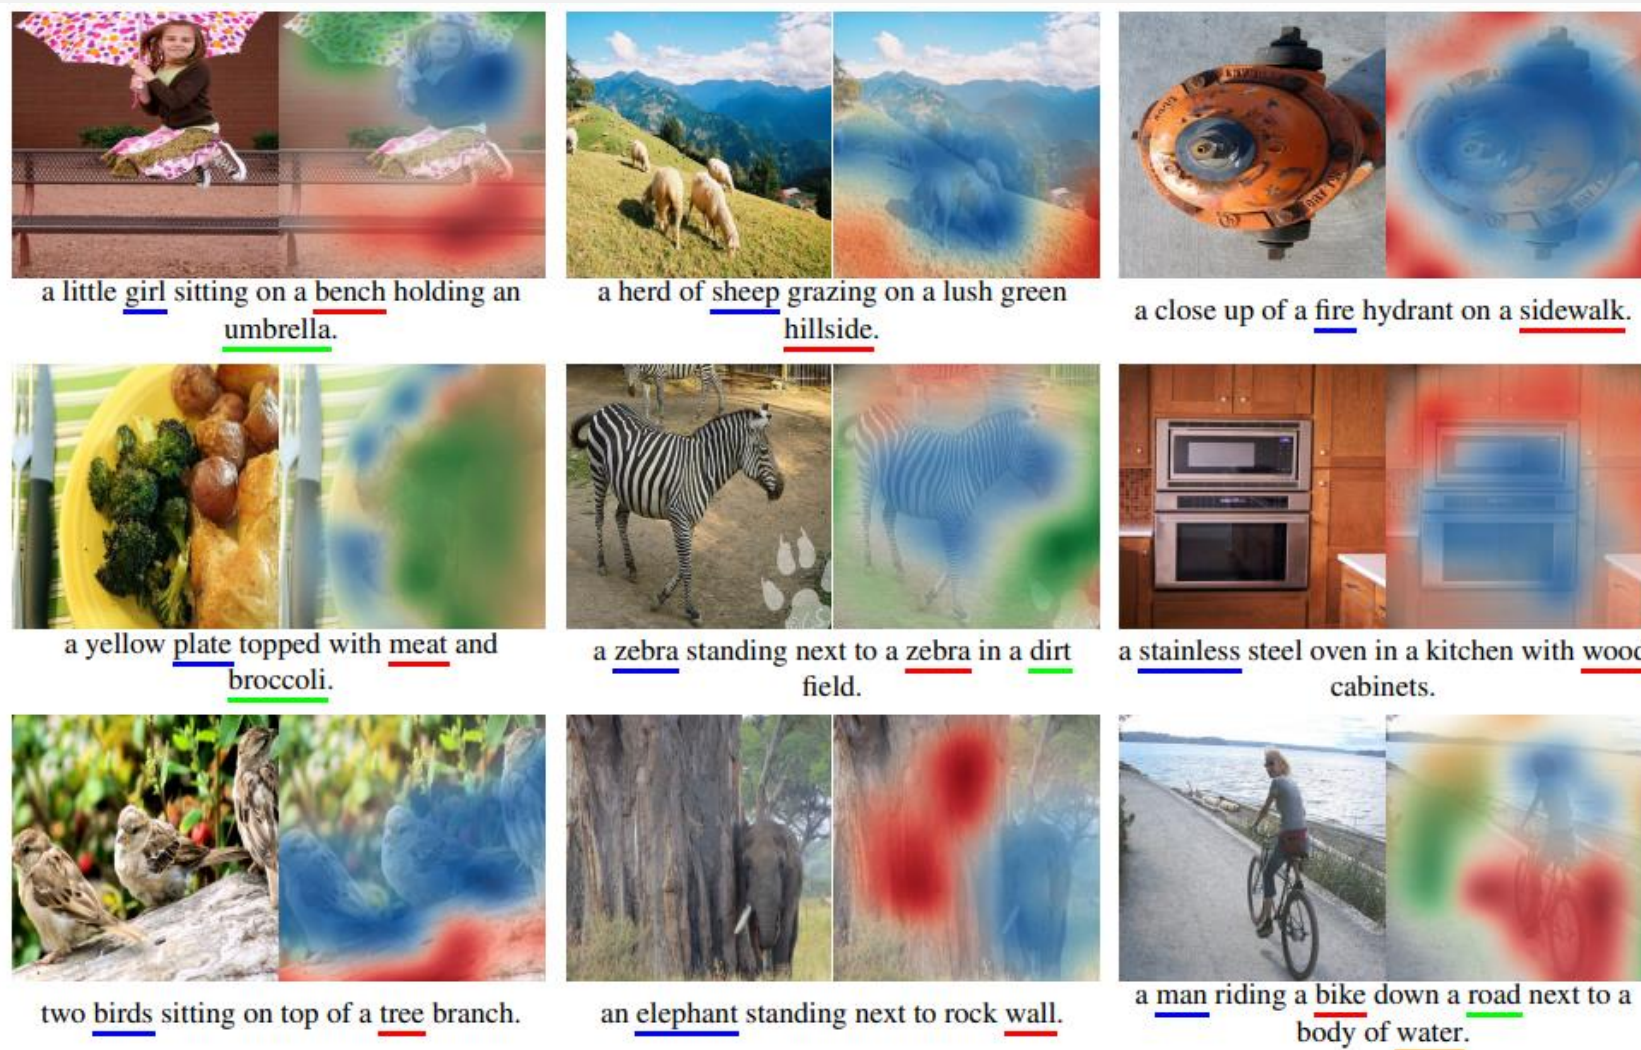 a little girl sitting on a bench holding an
umbrella.
a herd of sheep grazing on a lush green
hillside.
a close up of a fire hydrant on a sidewalk.
a yellow plate topped with meat and
broccoli.
a zebra standing next to a zebra in a dirt
field.
a stainless steel oven in a kitchen with wood
cabinets.
two birds sitting on top of a tree branch.
an elephant standing next to rock wall.
a man riding a bike down a road next to a
body of water.